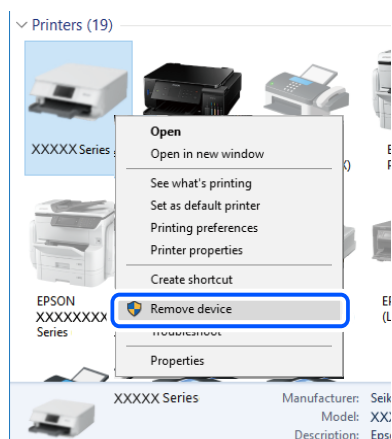 Printers (19)
XXXXX Series
Open
Open in new window
See what's printing
Set as default printer
Printing preferences
Printer properties
Create shortcut
Remove device
Troubleshoot
Properties
EPSON
XXXXXXXX
Series
XXXXX Series
Manufacturer:
Model:
Description: